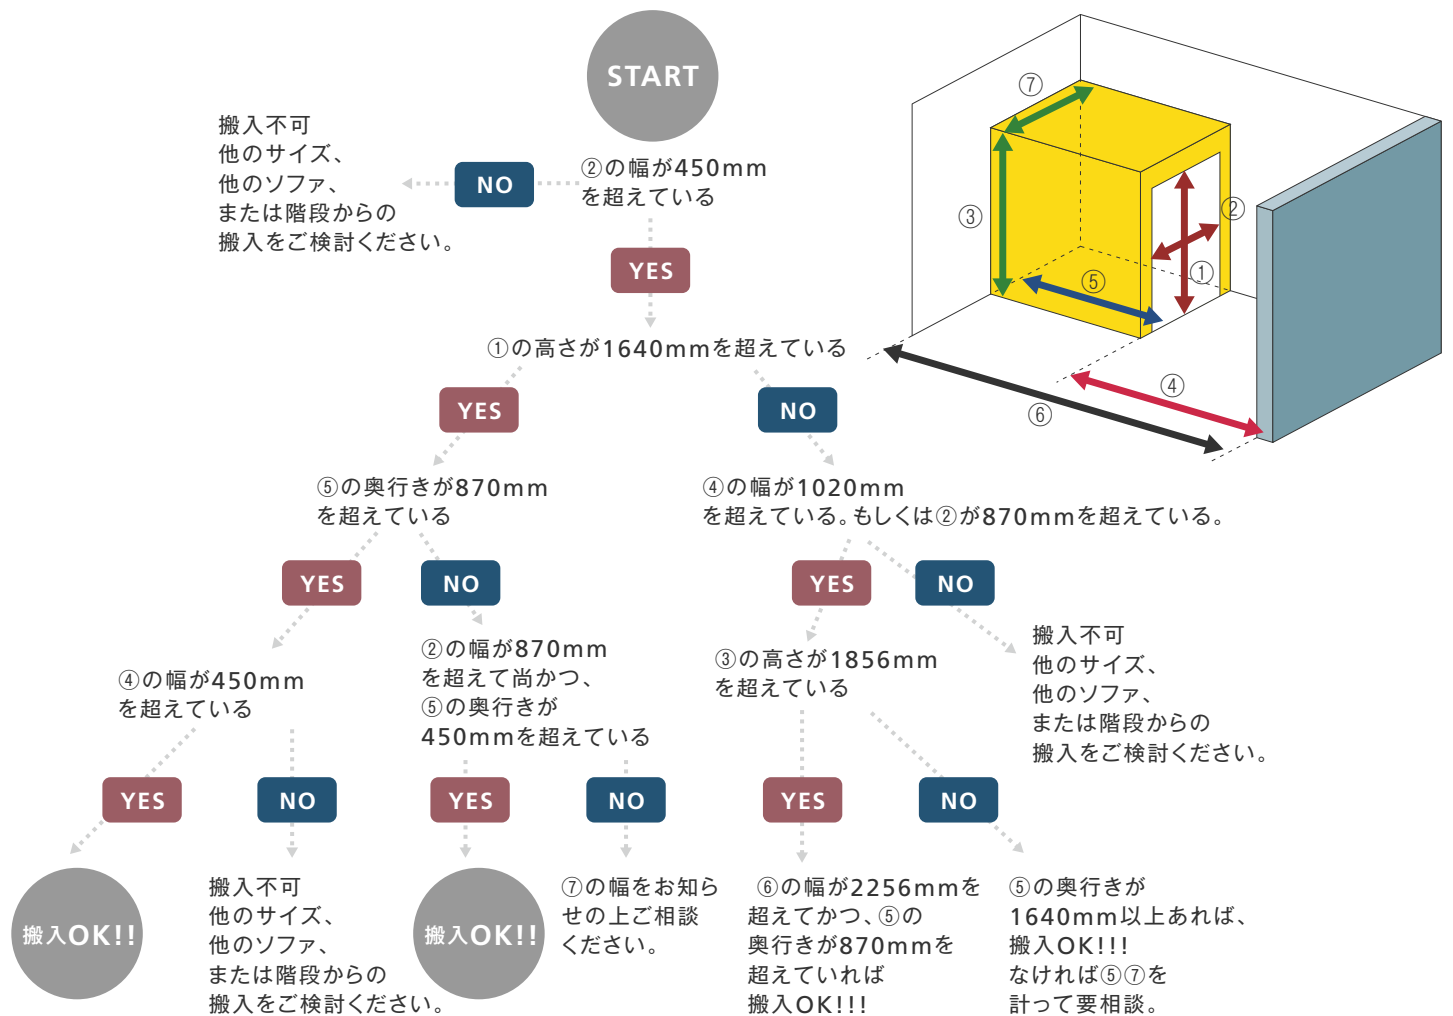 START
②の幅が450mm
を超えている
NO
搬入不可
他のサイズ、
他のソファ、
または階段からの
搬入をご検討ください。
YES
①の高さが1640mmを超えている
YES
NO
⑤の奥行きが870mm
を超えている
④の幅が1020mm
を超えている。もしくは②が870mmを超えている。
YES
NO
YES
NO
④の幅が450mm
を超えている
②の幅が870mm
を超えて尚かつ、
⑤の奥行きが
450mmを超えている
③の高さが1856mm
を超えている
搬入不可
他のサイズ、
他のソファ、
または階段からの
搬入をご検討ください。
YES
NO
YES
NO
YES
NO
搬入OK!!
搬入不可
他のサイズ、
他のソファ、
または階段からの
搬入をご検討ください。
搬入OK!!
⑦の幅をお知ら
せの上ご相談
ください。
⑥の幅が2256mmを
超えてかつ、⑤の
奥行きが870mmを
超えていれば
搬入OK!!!
⑤の奥行きが
1640mm以上あれば、
搬入OK!!!
なければ⑤⑦を
計って要相談。
⑦
③
②
①
⑤
④
⑥